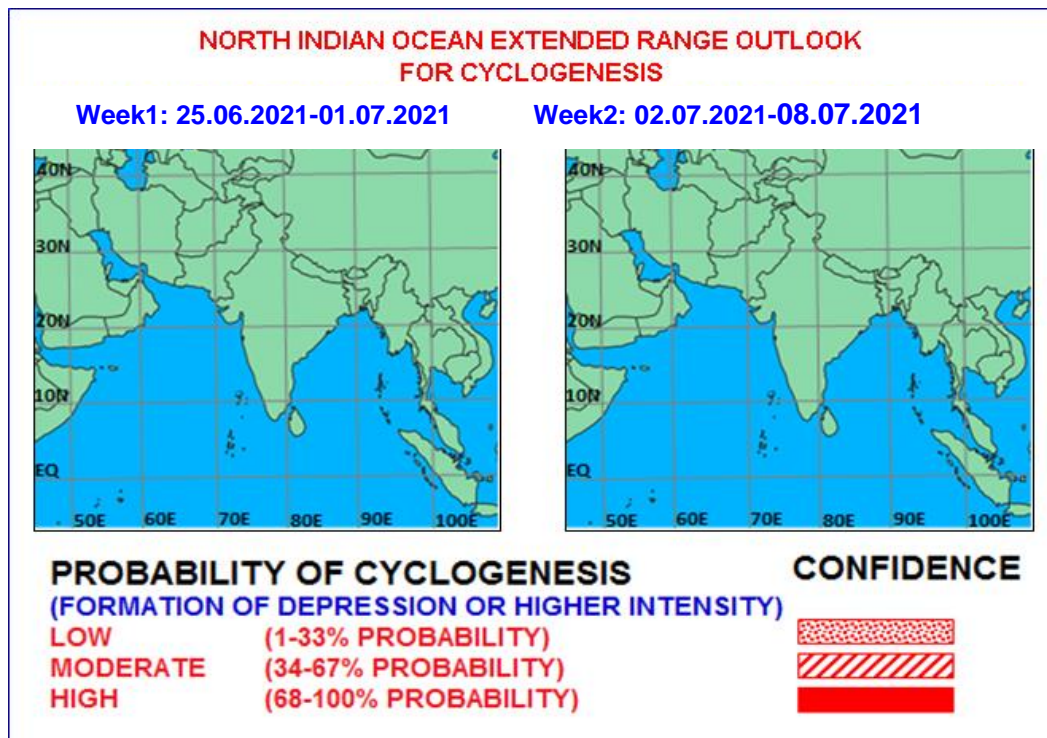 NORTH INDIAN OCEAN EXTENDED RANGE OUTLOOK
FOR CYCLOGENESIS
Week1: 25.06.2021-01.07.2021
Week2: 02.07.2021-08.07.2021
40N
30N
20N
10N
EQ
50E 60E 70E 80E 90E 100E
40N
30N
20N
10N
EQ
50E 60E 70E 80E 90E 100E
PROBABILITY OF CYCLOGENESIS
(FORMATION OF DEPRESSION OR HIGHER INTENSITY)
LOW (1-33% PROBABILITY)
MODERATE (34-67% PROBABILITY)
HIGH (68-100% PROBABILITY)
CONFIDENCE